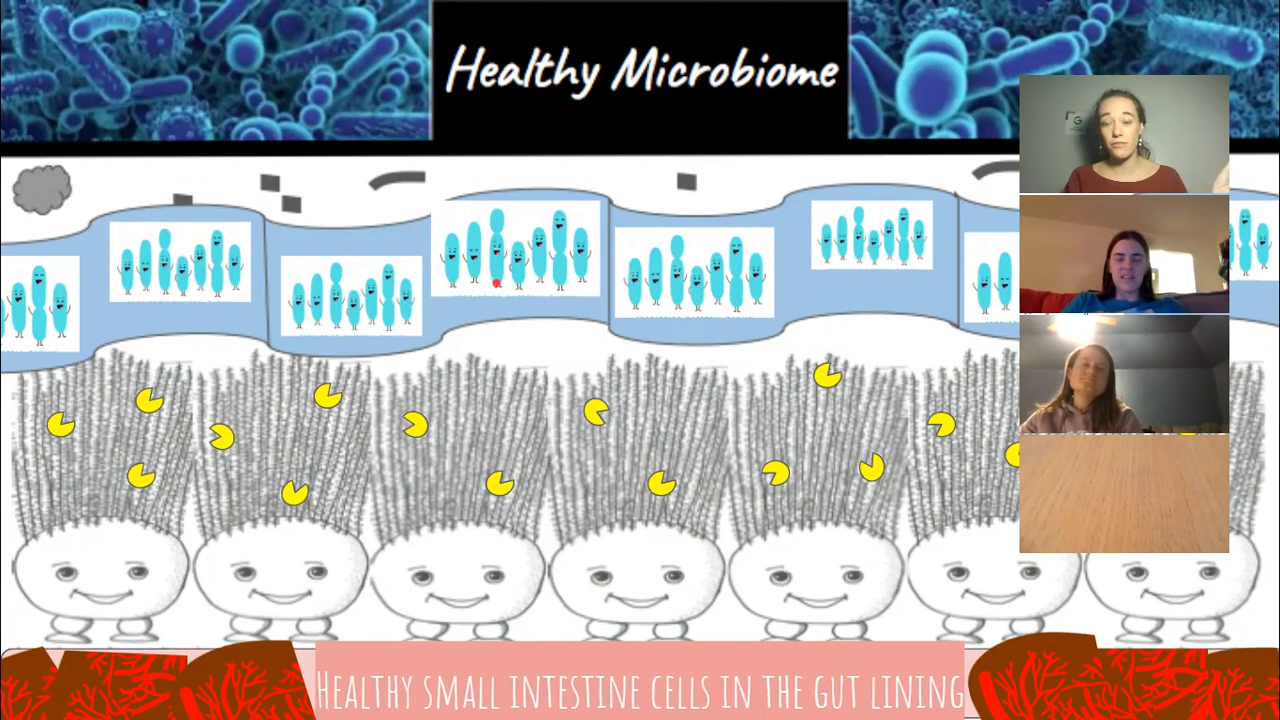 Healthy Microbiome
HEALTHY SMALL INTESTINE CELLS IN THE GUT LINING